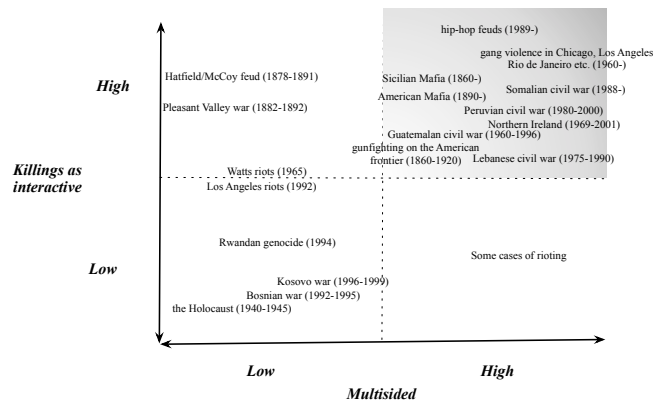 hip-hop feuds (1989-)
gang violence in Chicago, Los Angeles
Rio de Janeiro etc. (1960-)
Hatfield/McCoy feud (1878-1891)
Sicilian Mafia (1860-)
High
Somalian civil war (1988-)
American Mafia (1890-)
Pleasant Valley war (1882-1892)
Peruvian civil war (1980-2000)
Northern Ireland (1969-2001)
Guatemalan civil war (1960-1996)
gunfighting on the American
frontier (1860-1920)
Lebanese civil war (1975-1990)
Killings as
interactive
Watts riots (1965)
Los Angeles riots (1992)
Rwandan genocide (1994)
Some cases of rioting
Low
Kosovo war (1996-1999)
Bosnian war (1992-1995)
the Holocaust (1940-1945)
Low
High
Multisided